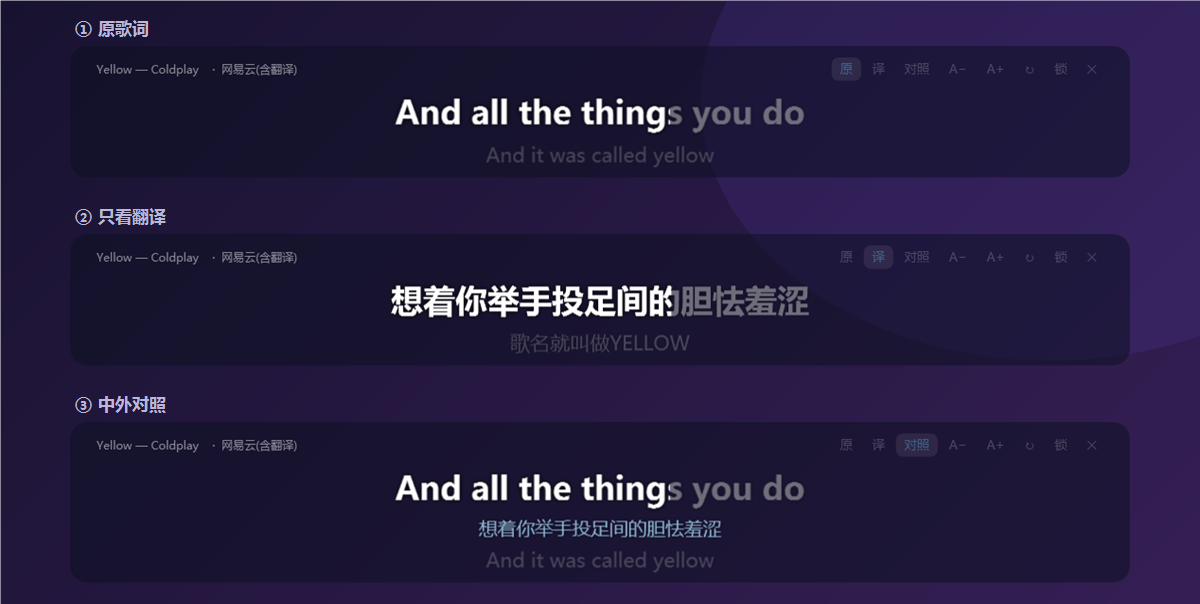 ① 原歌词
Yellow — Coldplay · 网易云(含翻译) 原 译 对照 A− A+ ↻ 锁 ×
And all the things you do
And it was called yellow
② 只看翻译
Yellow — Coldplay · 网易云(含翻译) 原 译 对照 A− A+ ↻ 锁 ×
想着你举手投足间的胆怯羞涩
歌名就叫做YELLOW
③ 中外对照
Yellow — Coldplay · 网易云(含翻译) 原 译 对照 A− A+ ↻ 锁 ×
And all the things you do
想着你举手投足间的胆怯羞涩
And it was called yellow